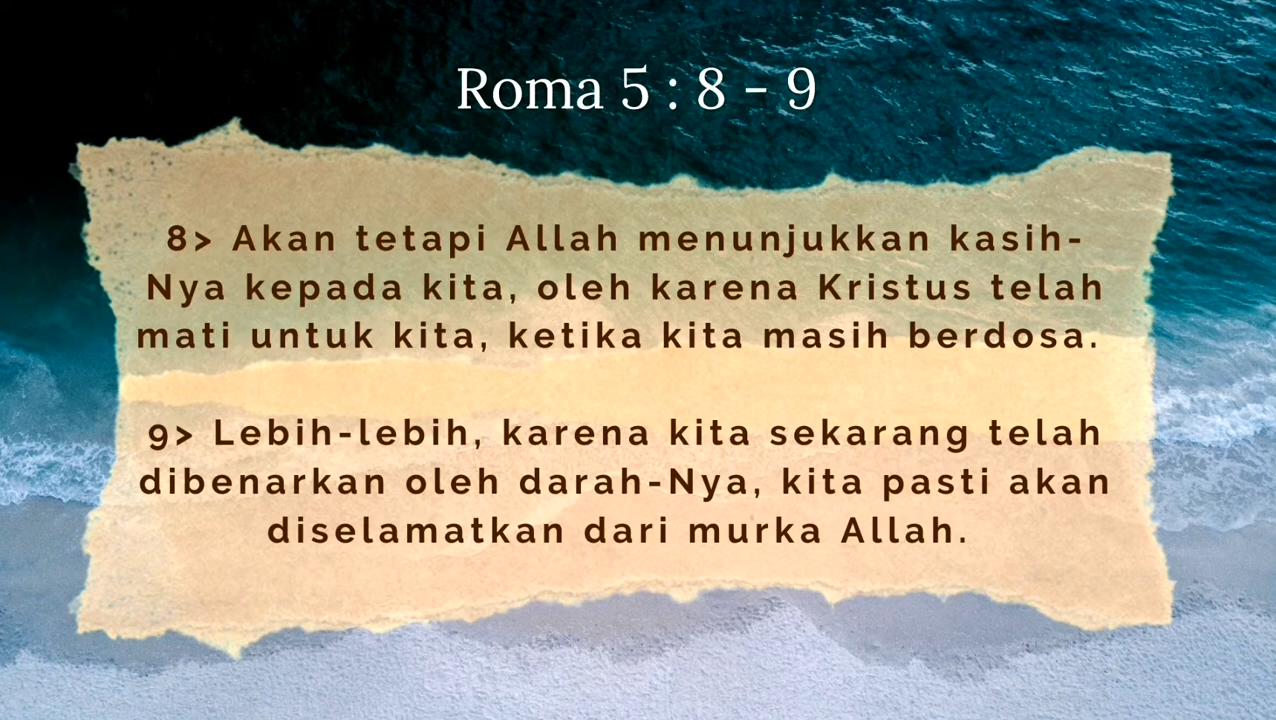 Roma 5 : 8 - 9
8> Akan tetapi Allah menunjukkan kasih-
Nya kepada kita, oleh karena Kristus telah
mati untuk kita, ketika kita masih berdosa.
9> Lebih-lebih, karena kita sekarang telah
dibenarkan oleh darah-Nya, kita pasti akan
diselamatkan dari murka Allah.